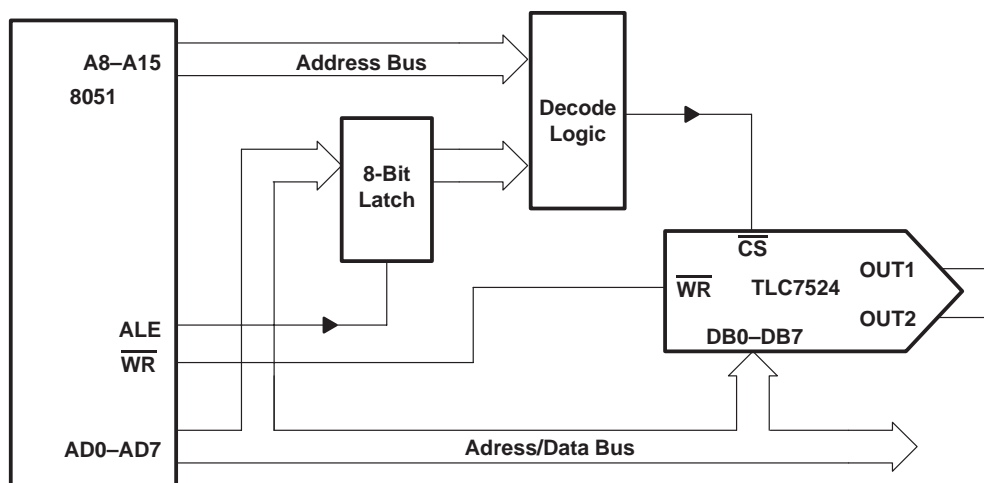 A8–A15
8051
Address Bus
Decode
Logic
8-Bit
Latch
CS
WR
TLC7524
OUT1
OUT2
DB0–DB7
ALE
WR
AD0–AD7
Adress/Data Bus